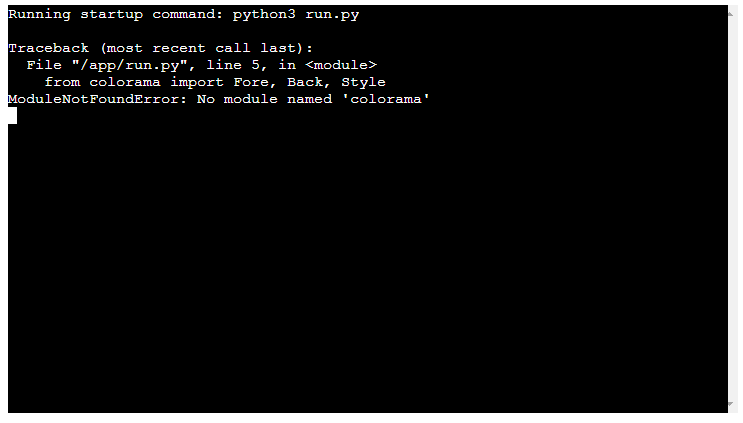 Running startup command: python3 run.py
Traceback (most recent call last):
  File "/app/run.py", line 5, in <module>
    from colorama import Fore, Back, Style
ModuleNotFoundError: No module named 'colorama'